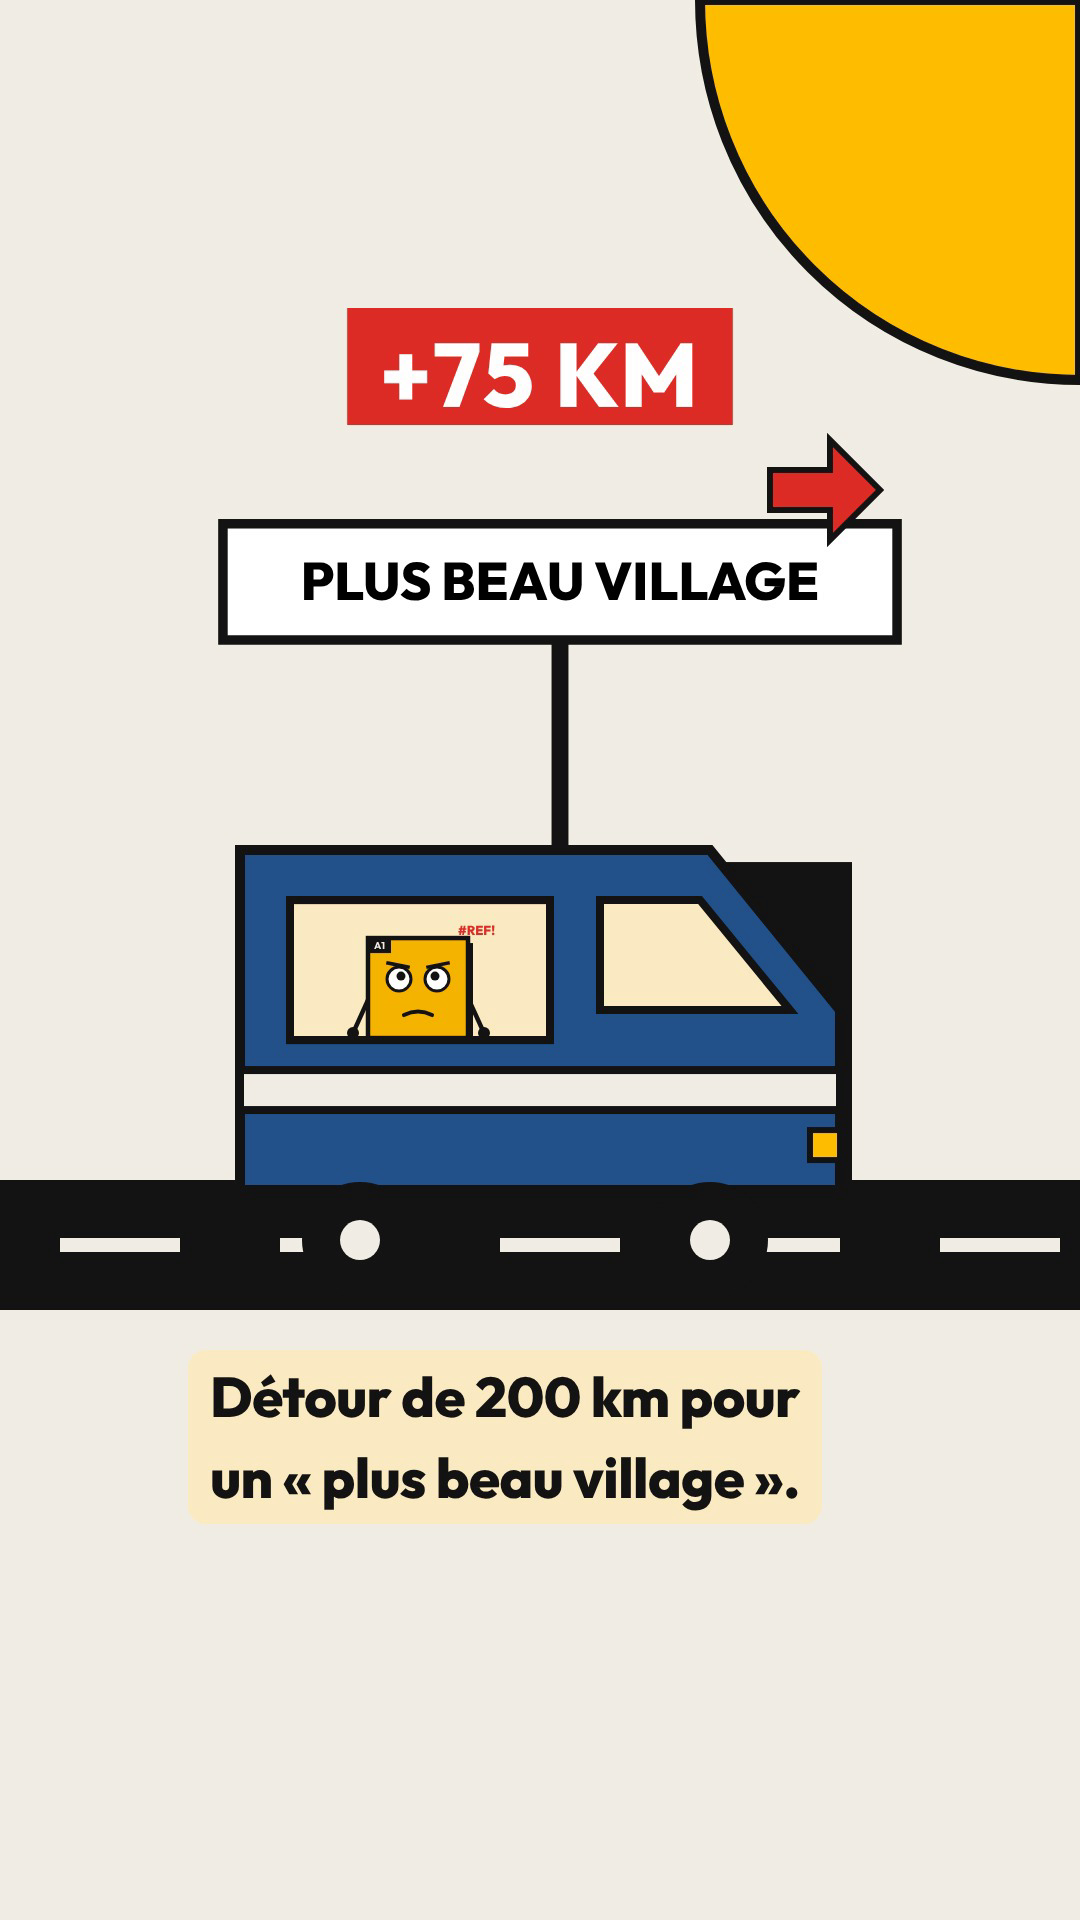 +75 KM
PLUS BEAU VILLAGE
#REF!
A1
Détour de 200 km pour
un « plus beau village ».